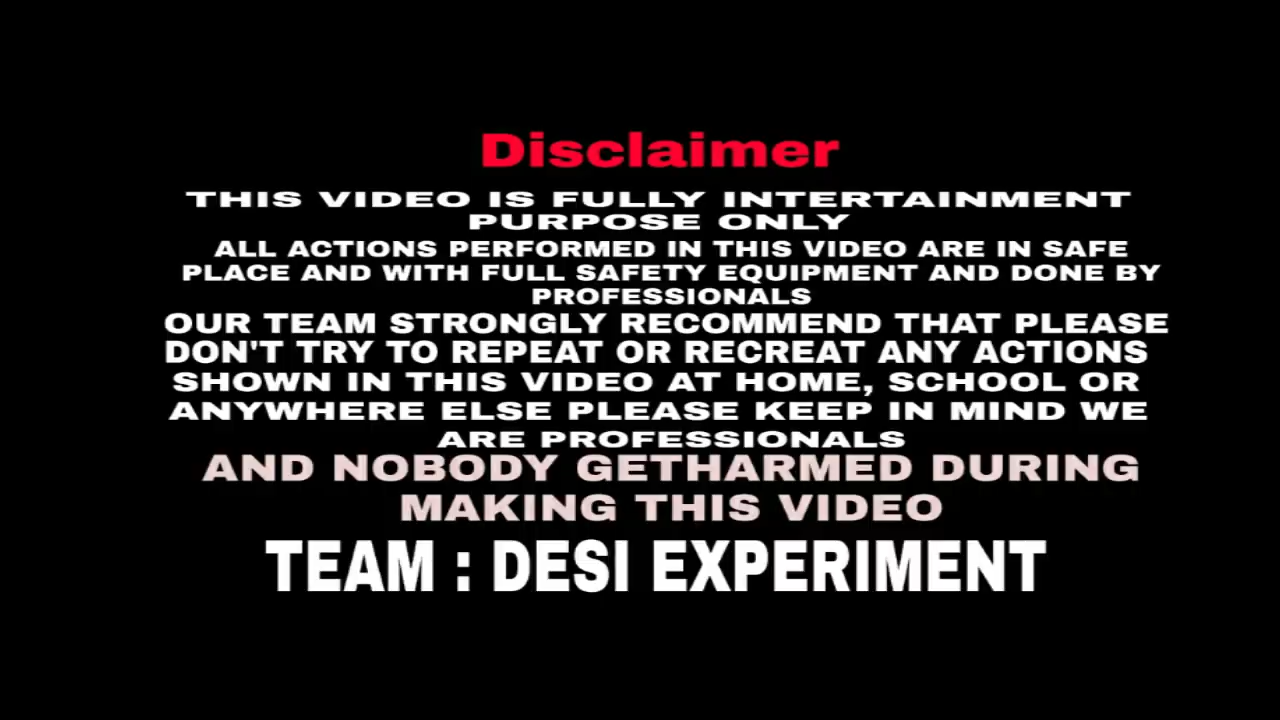 Disclaimer
THIS VIDEO IS FULLY INTERTAINMENT
PURPOSE ONLY
ALL ACTIONS PERFORMED IN THIS VIDEO ARE IN SAFE
PLACE AND WITH FULL SAFETY EQUIPMENT AND DONE BY
PROFESSIONALS
OUR TEAM STRONGLY RECOMMEND THAT PLEASE
DON'T TRY TO REPEAT OR RECREAT ANY ACTIONS
SHOWN IN THIS VIDEO AT HOME, SCHOOL OR
ANYWHERE ELSE PLEASE KEEP IN MIND WE
ARE PROFESSIONALS
AND NOBODY GETHARMED DURING
MAKING THIS VIDEO
TEAM : DESI EXPERIMENT